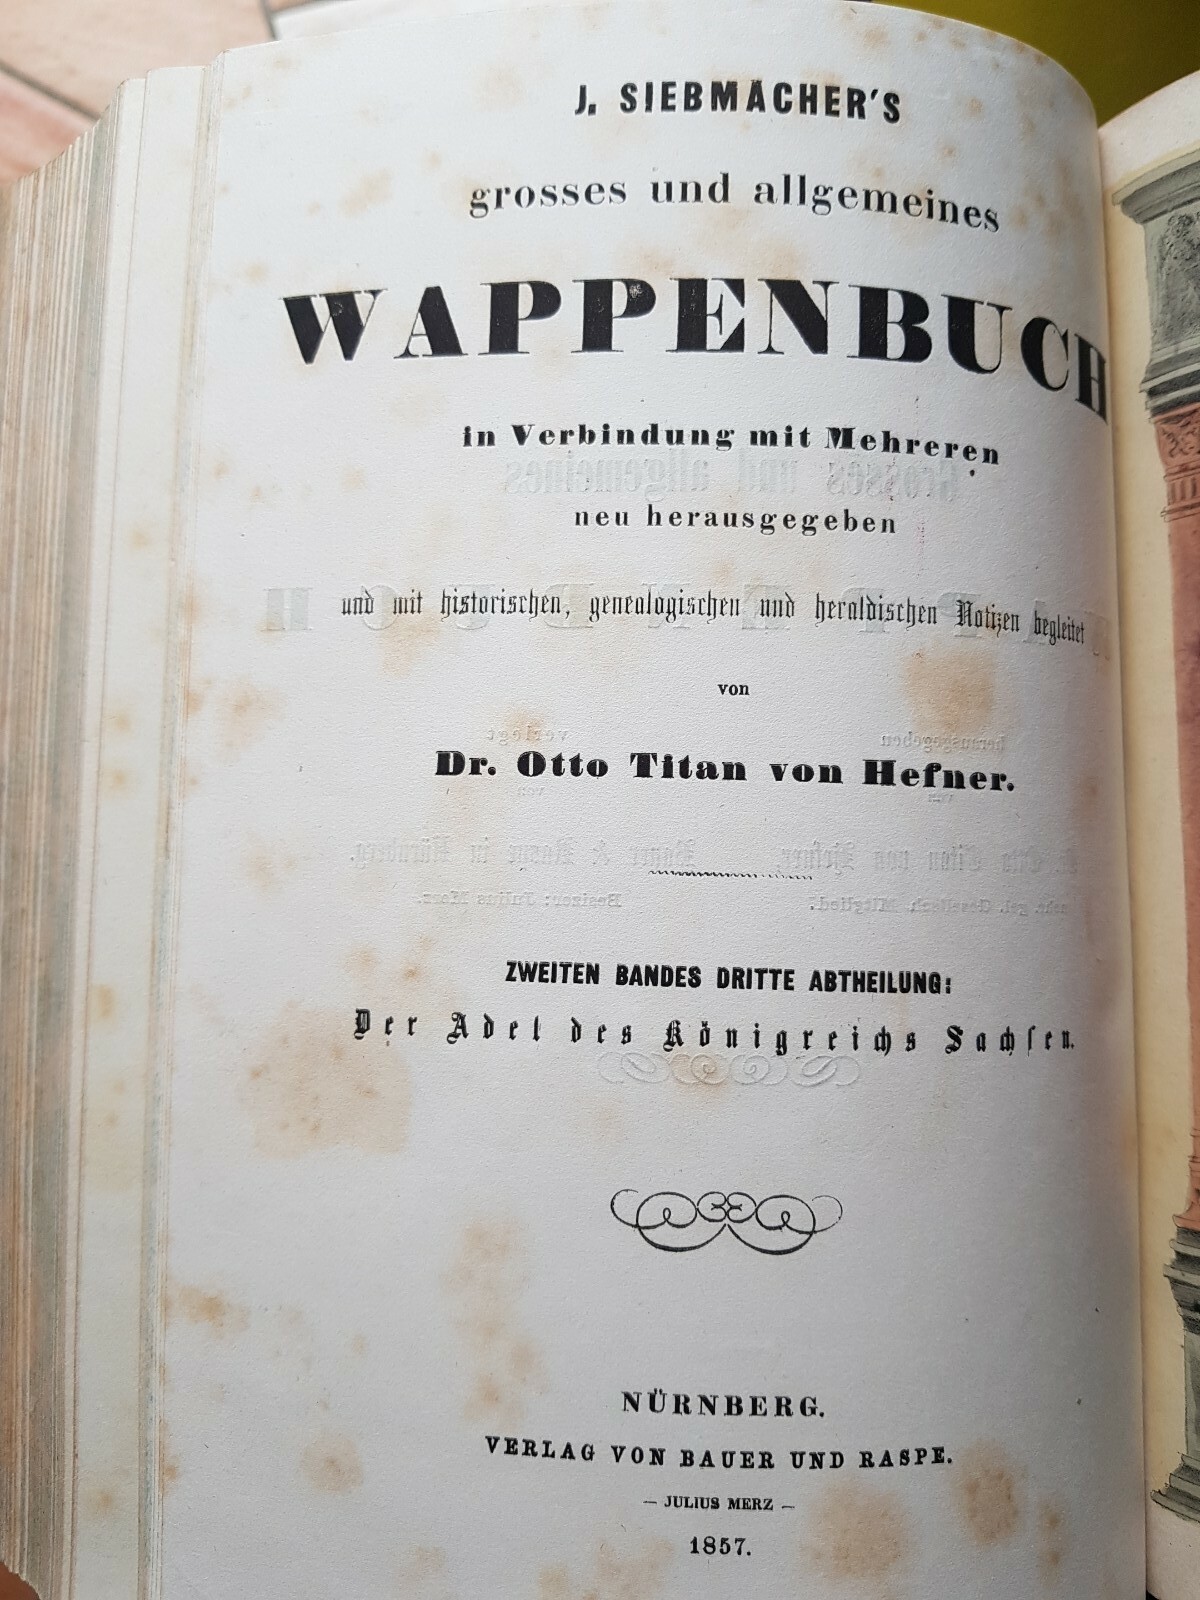 J. SIEBMACHER'S
grosses und allgemeines
WAPPENBUCH
in Verbindung mit Mehreren
neu herausgegeben
und mit historischen, genealogischen und heraldischen Notizen begleitet
von
Dr. Otto Titan von Hefner.
ZWEITEN BANDES DRITTE ABTHEILUNG:
Der Adel des Königreichs Sachsen.
NÜRNBERG.
VERLAG VON BAUER UND RASPE.
— JULIUS MERZ —
1857.